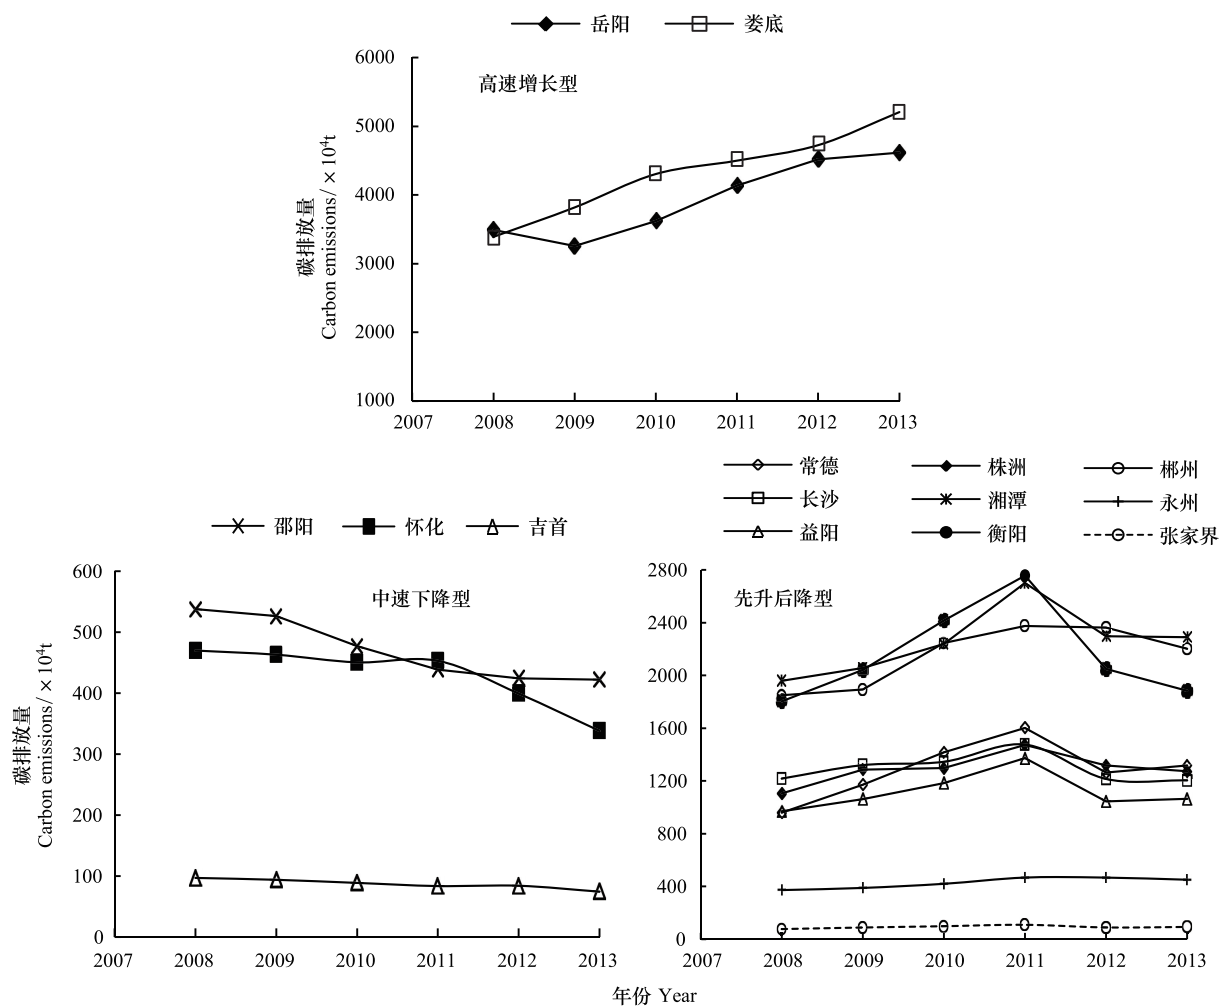 岳阳 娄底
高速增长型
碳排放量
Carbon emissions/×10⁴t
6000
5000
4000
3000
2000
1000
2007 2008 2009 2010 2011 2012 2013
邵阳 怀化 吉首
中速下降型
碳排放量
Carbon emissions/×10⁴t
600
500
400
300
200
100
0
2007 2008 2009 2010 2011 2012 2013
常德 株洲 郴州
长沙 湘潭 永州
益阳 衡阳 张家界
先升后降型
2800
2400
2000
1600
1200
800
400
0
2007 2008 2009 2010 2011 2012 2013
年份 Year